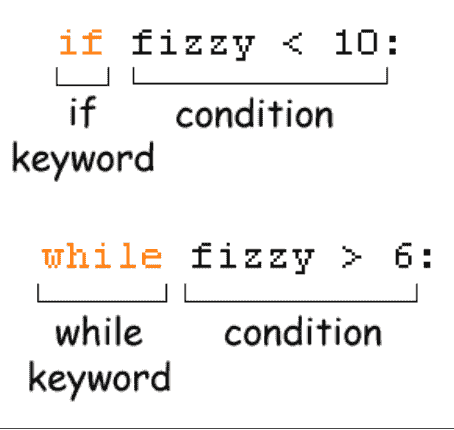 if fizzy < 10:
if condition
keyword
while fizzy > 6:
while condition
keyword